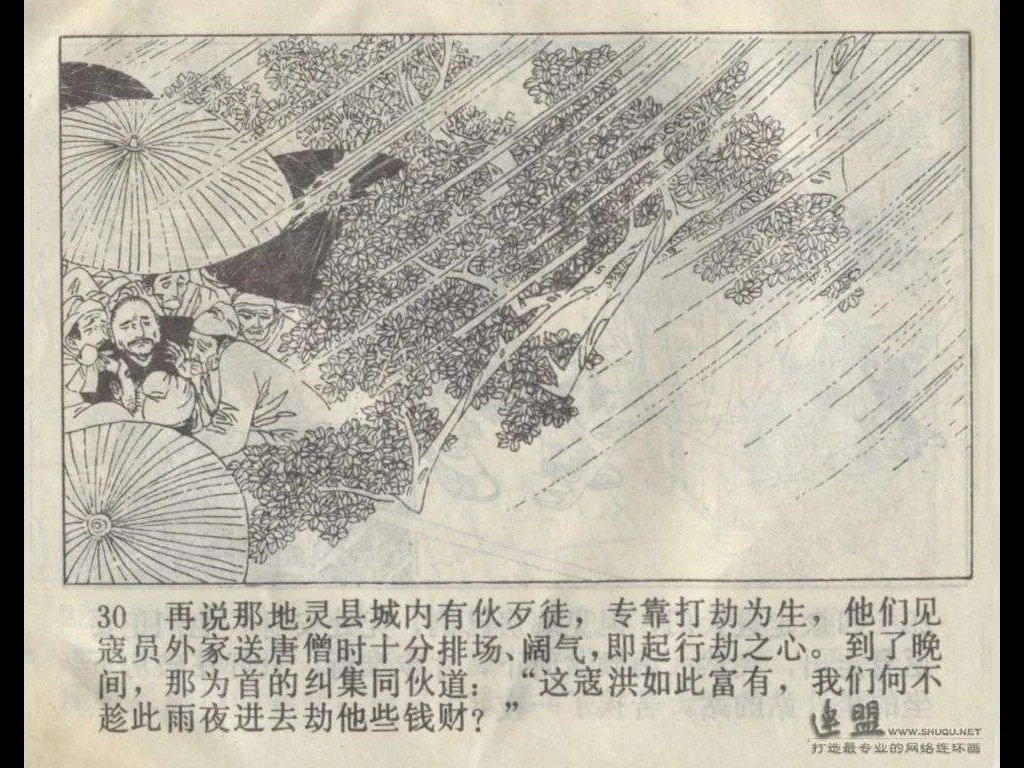 30 再说那地灵县城内有伙歹徒，专靠打劫为生，他们见
寇员外家送唐僧时十分排场、阔气，即起行劫之心。到了晚
间，那为首的纠集同伙道：“这寇洪如此富有，我们何不
趁此雨夜进去劫他些钱财？”
连盟 WWW.SHUQU.NET
打造最专业的网络连环画